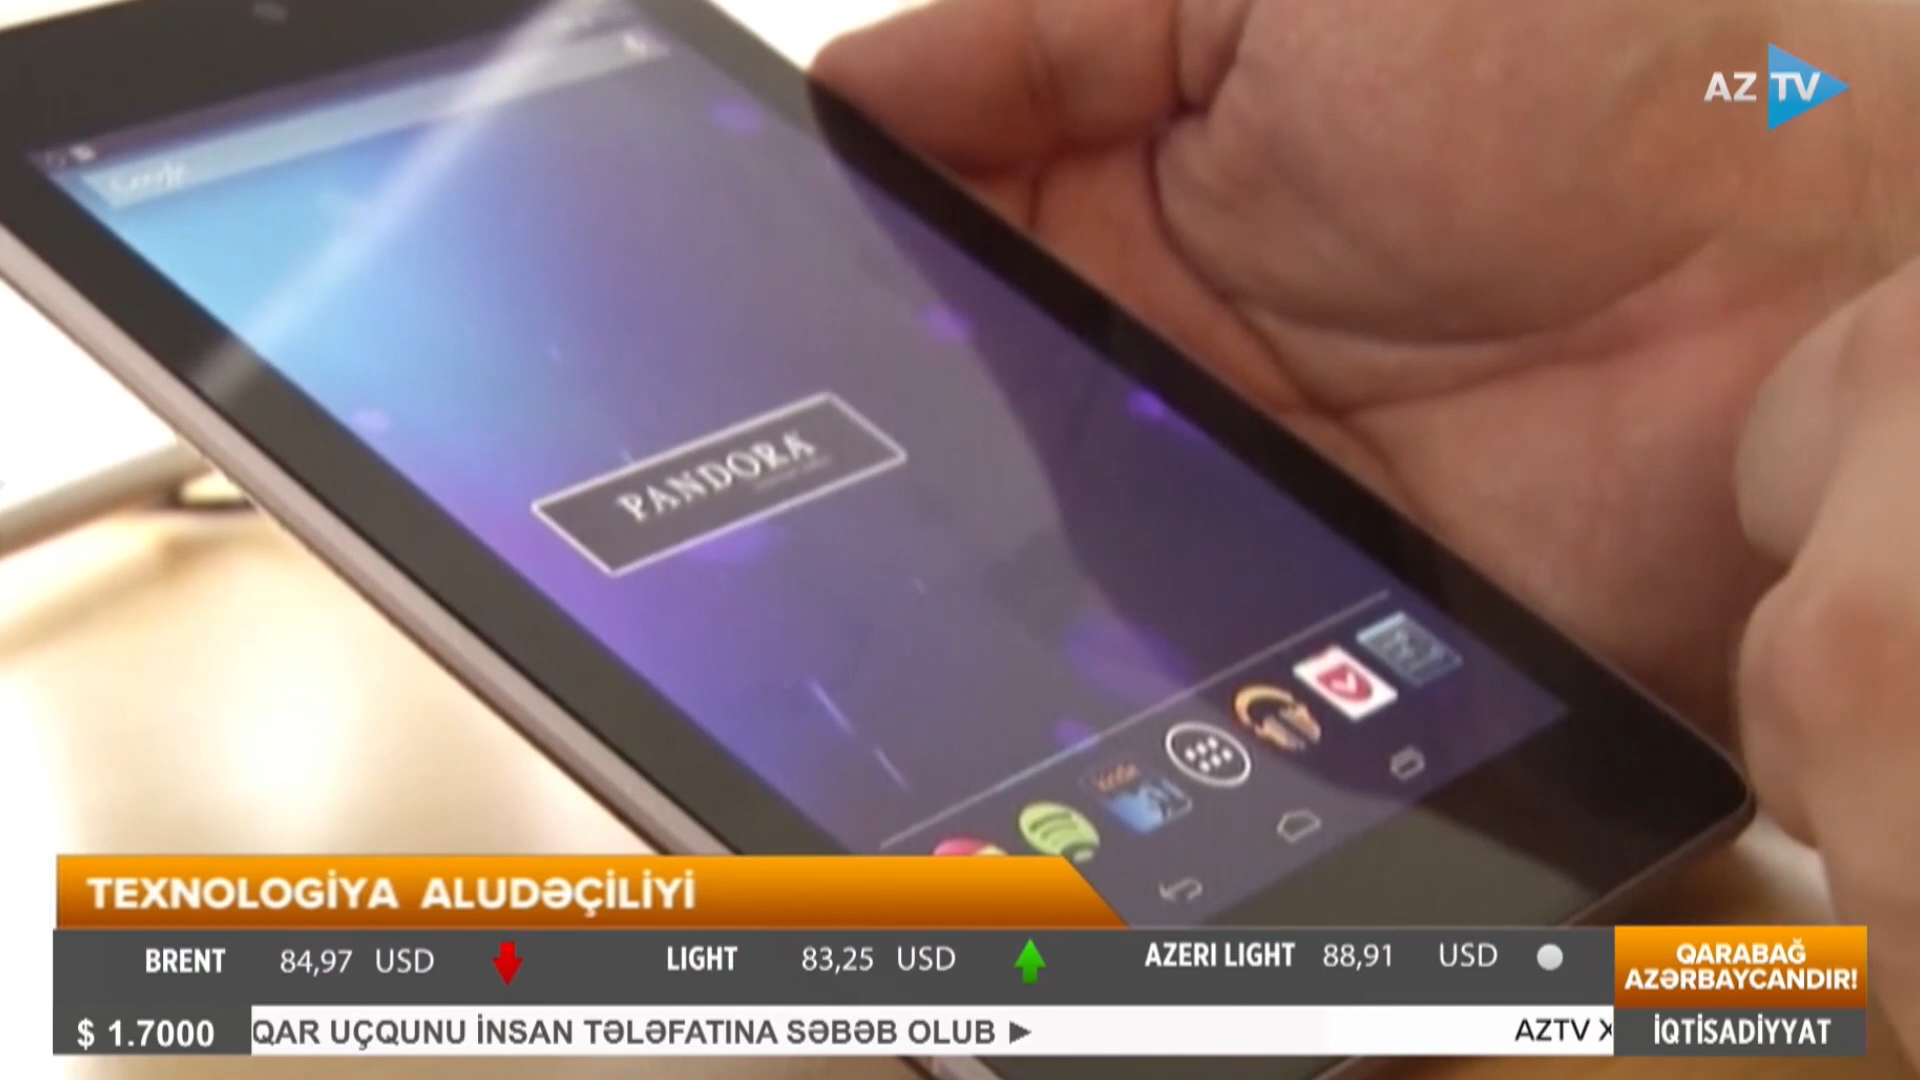 AZ TV
Google
PANDORA
TEXNOLOGİYA ALUDƏÇİLİYİ
BRENT 84,97 USD LIGHT 83,25 USD AZERI LIGHT 88,91 USD
QARABAĞ
AZƏRBAYCANDIR!
$ 1.7000 QAR UÇQUNU İNSAN TƏLƏFATINA SƏBƏB OLUB ▶ AZTV X
İQTİSADİYYAT